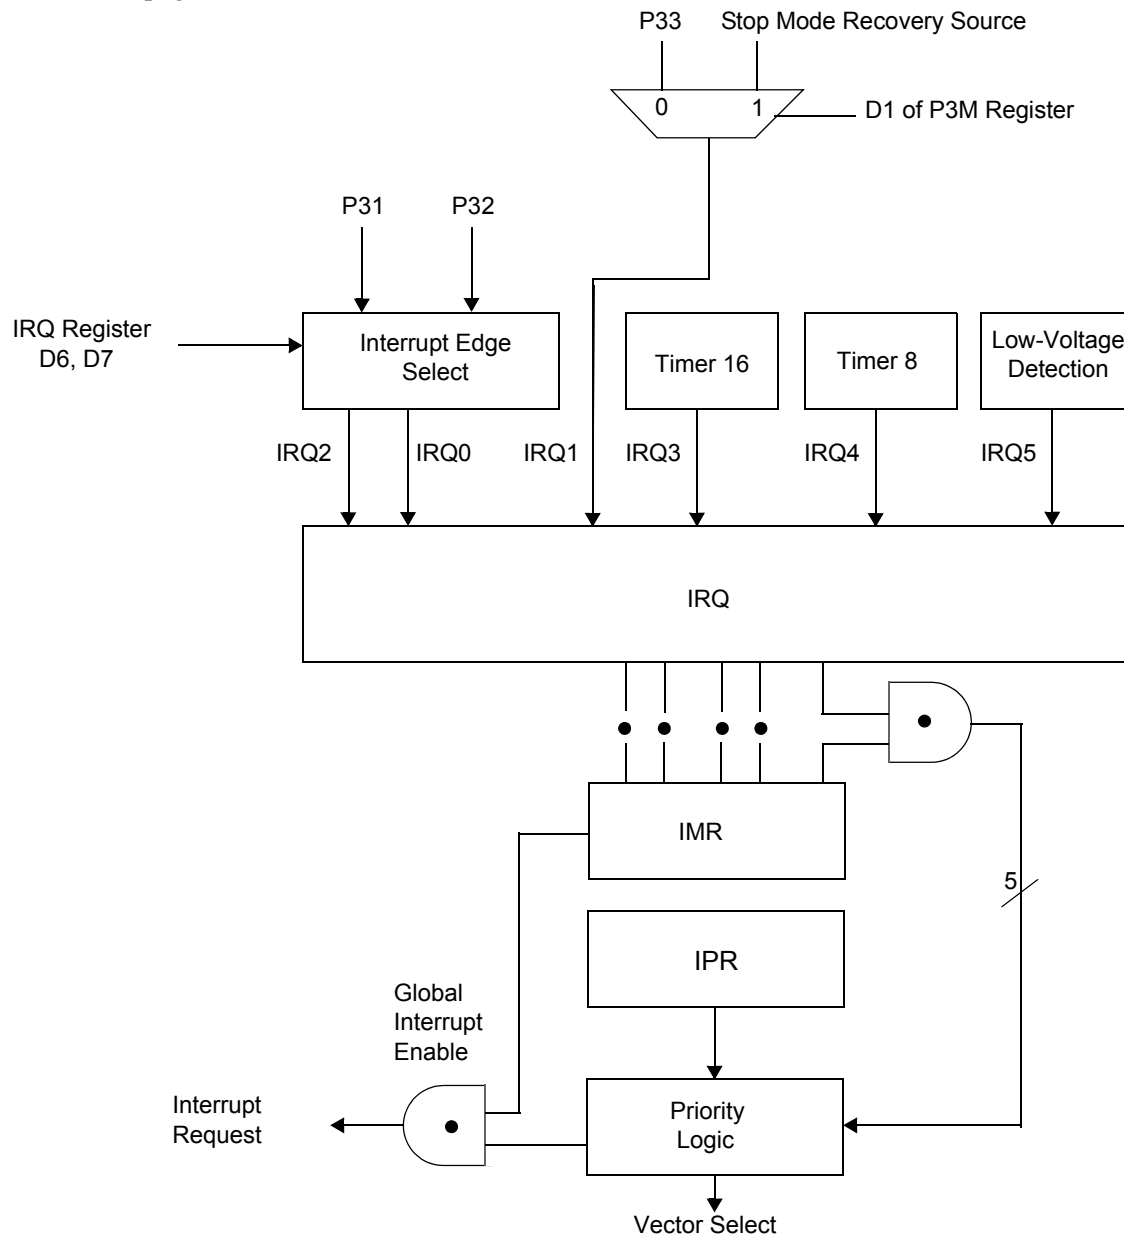 P33 Stop Mode Recovery Source
0 1
D1 of P3M Register
P31 P32
IRQ Register
D6, D7
Interrupt Edge
Select
Timer 16
Timer 8
Low-Voltage
Detection
IRQ2 IRQ0 IRQ1 IRQ3 IRQ4 IRQ5
IRQ
IMR
5
IPR
Global
Interrupt
Enable
Interrupt
Request
Priority
Logic
Vector Select